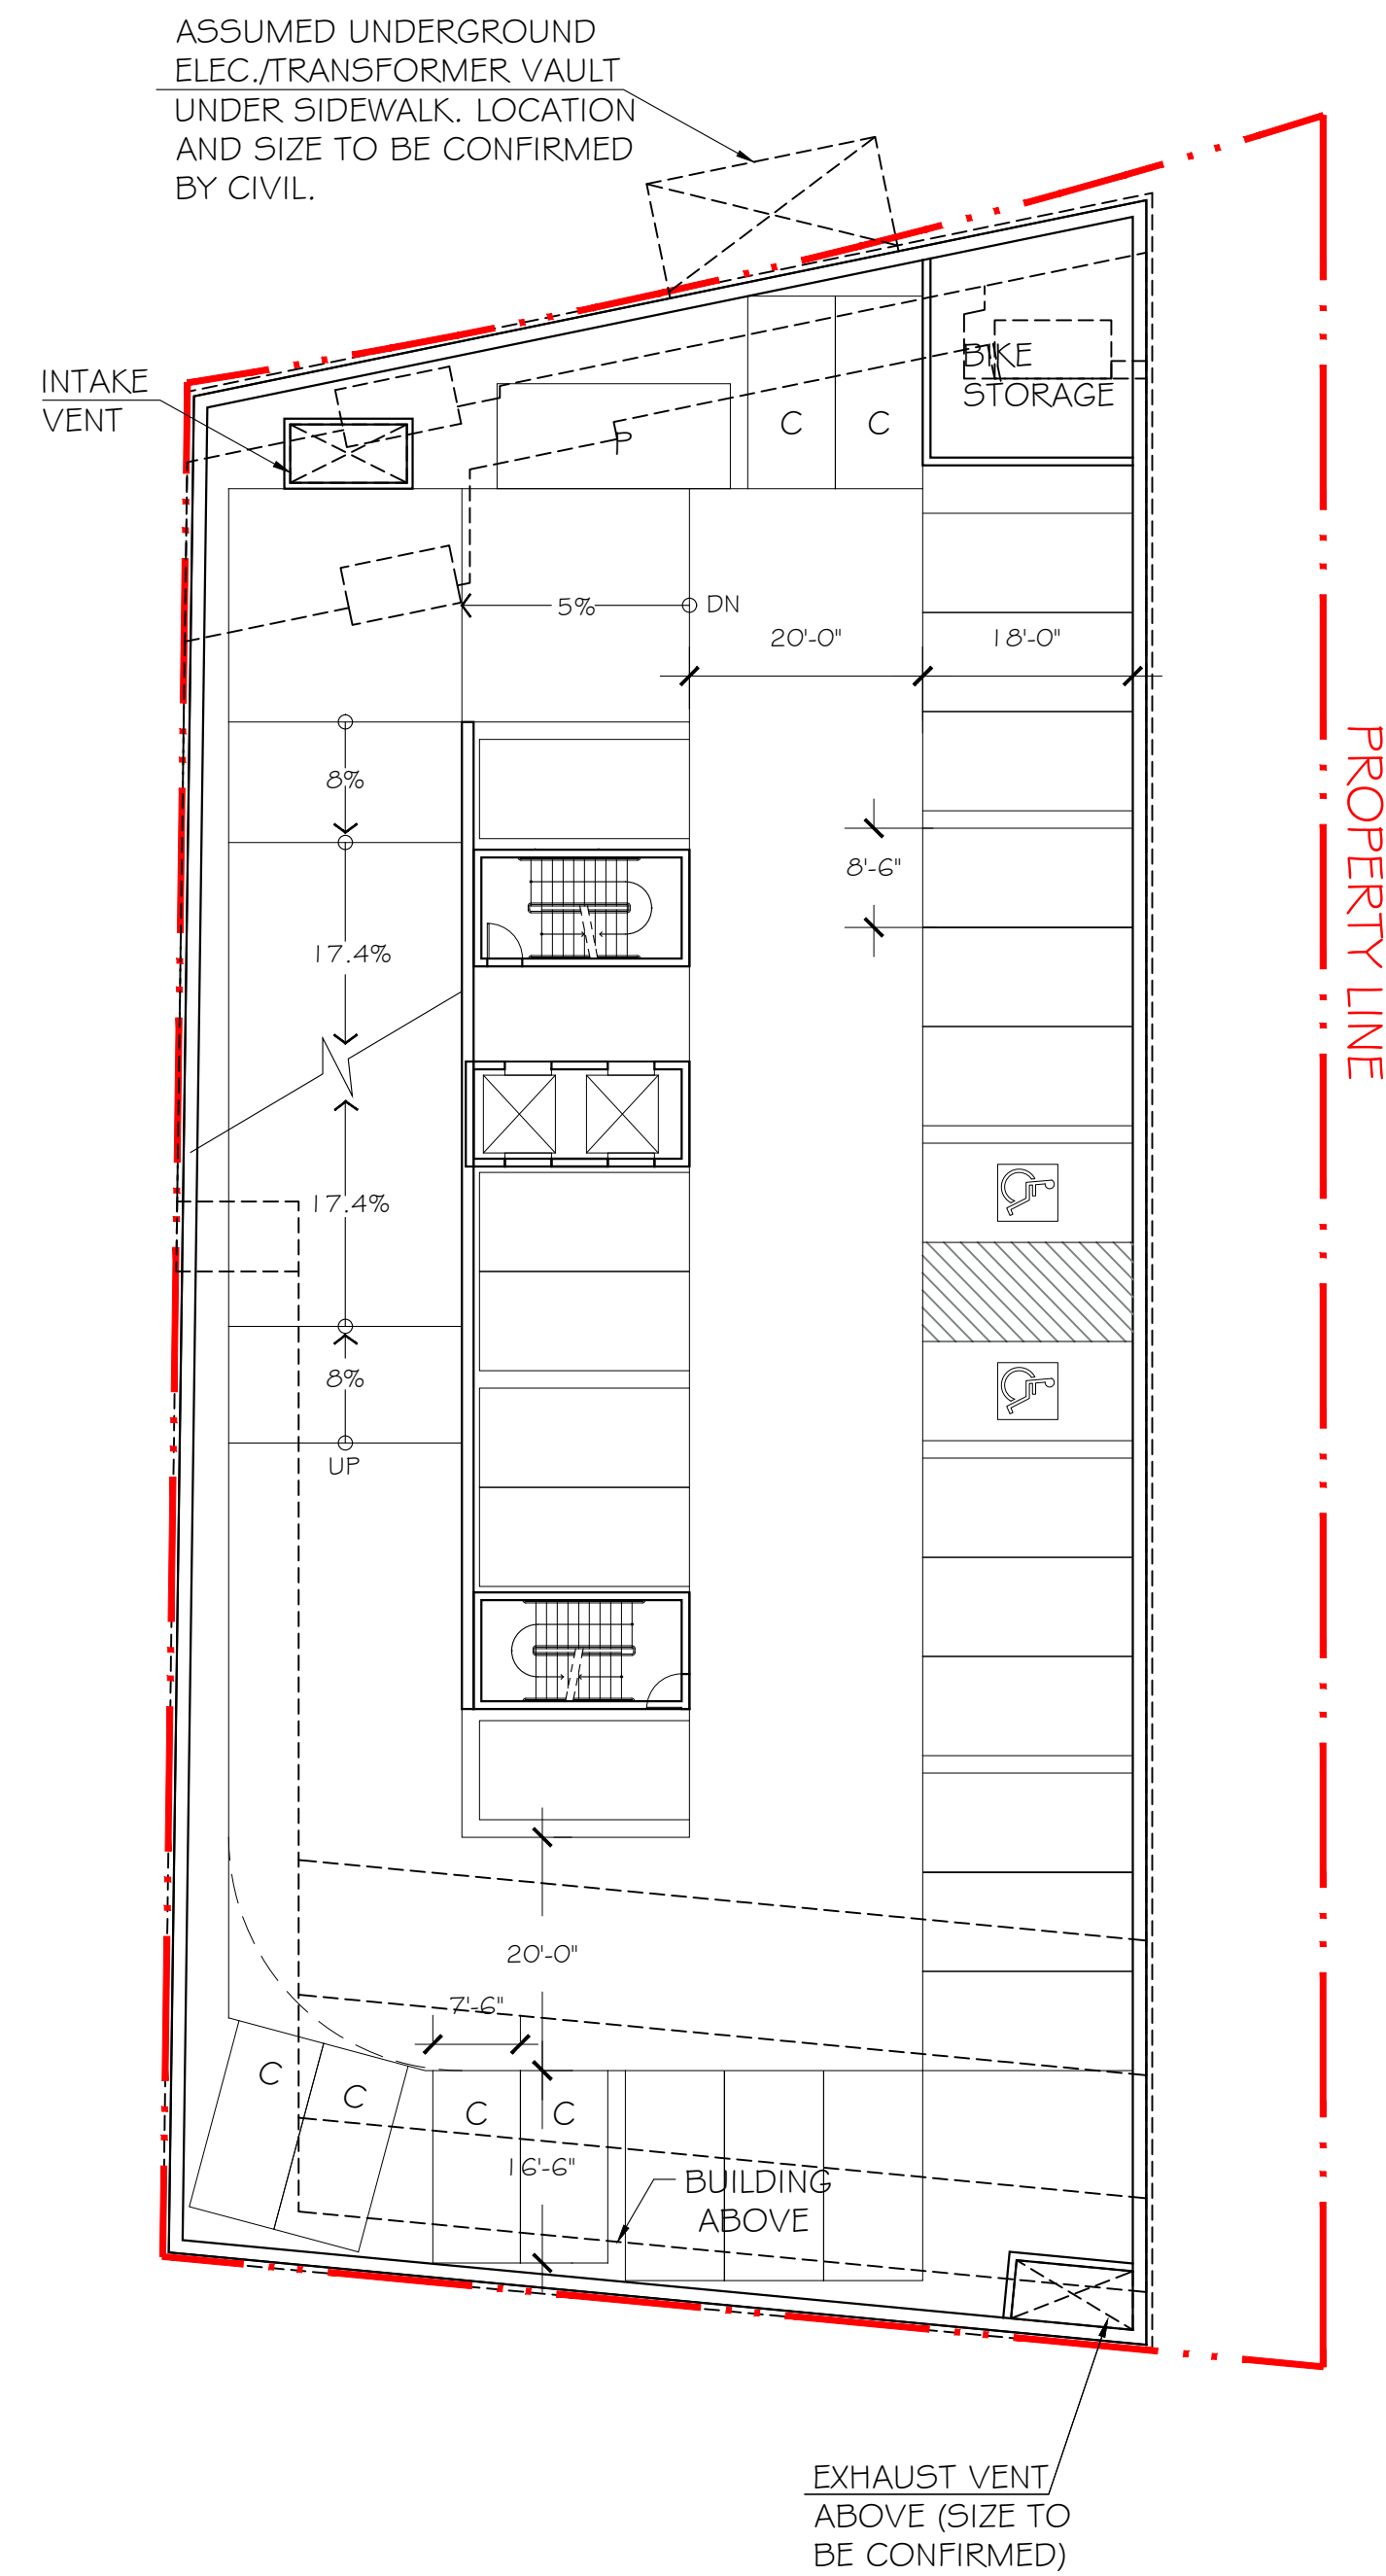 ASSUMED UNDERGROUND
ELEC./TRANSFORMER VAULT
UNDER SIDEWALK. LOCATION
AND SIZE TO BE CONFIRMED
BY CIVIL.
INTAKE
VENT
BIKE
STORAGE
P
C
C
5%
DN
20'-0"
18'-0"
8%
8'-6"
17.4%
PROPERTY LINE
17.4%
8%
UP
20'-0"
7'-6"
C
C
C
C
16'-6"
BUILDING
ABOVE
EXHAUST VENT
ABOVE (SIZE TO
BE CONFIRMED)